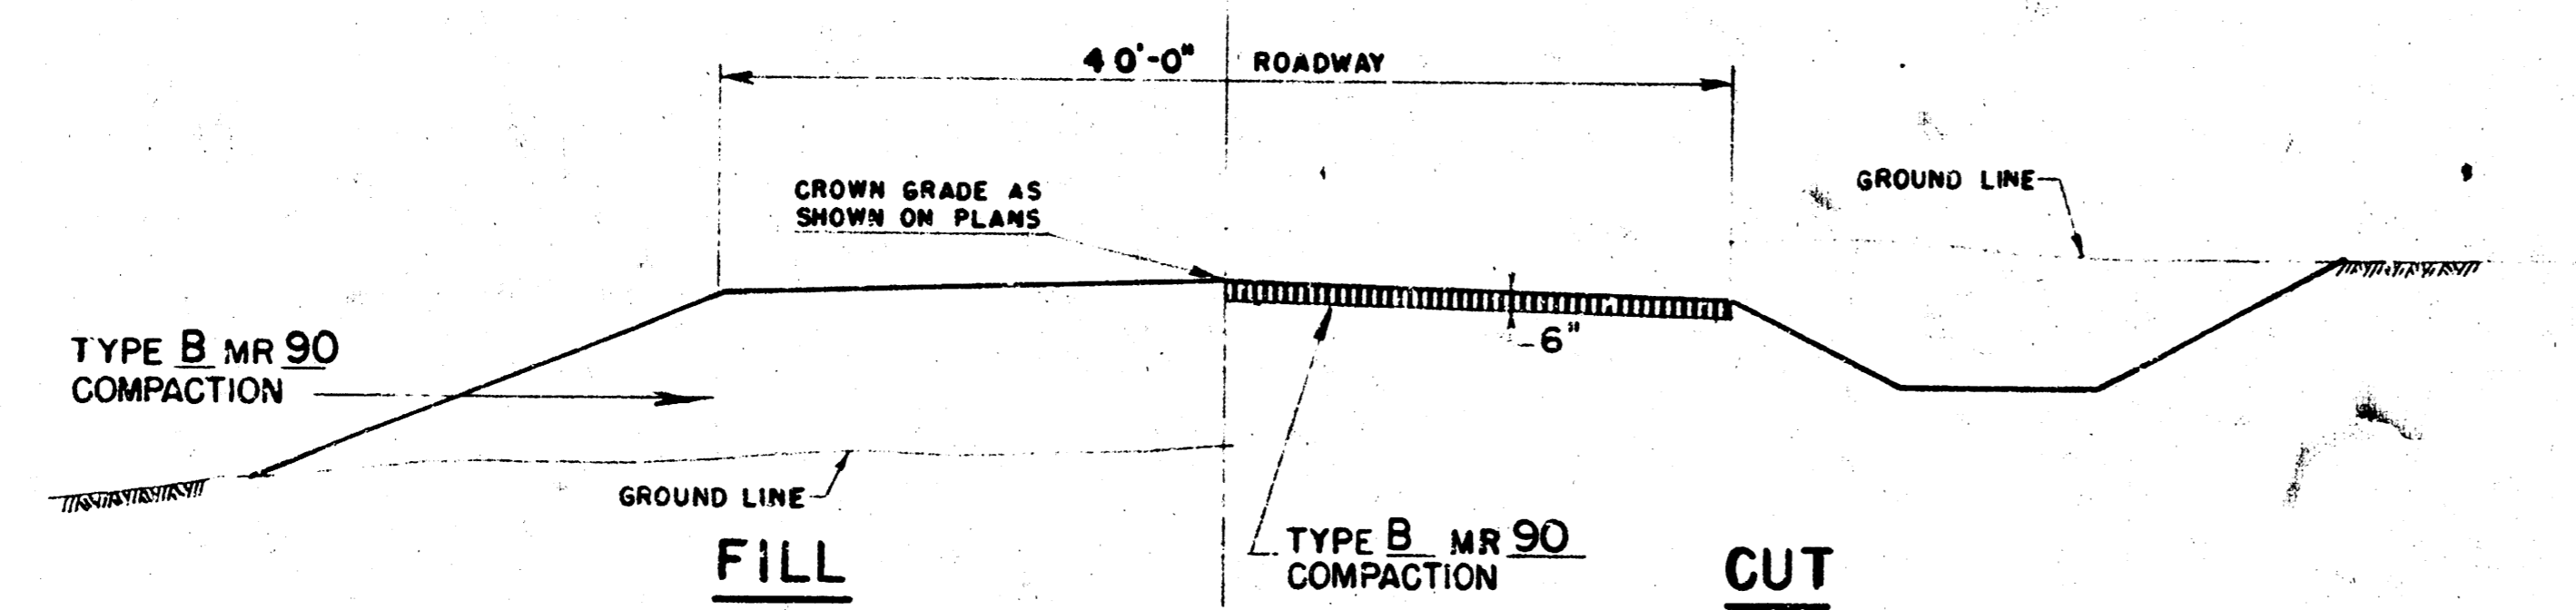 40'-0" ROADWAY
CROWN GRADE AS
SHOWN ON PLANS
GROUND LINE
TYPE B MR 90
COMPACTION
6"
GROUND LINE
TYPE B MR 90
COMPACTION
FILL
CUT